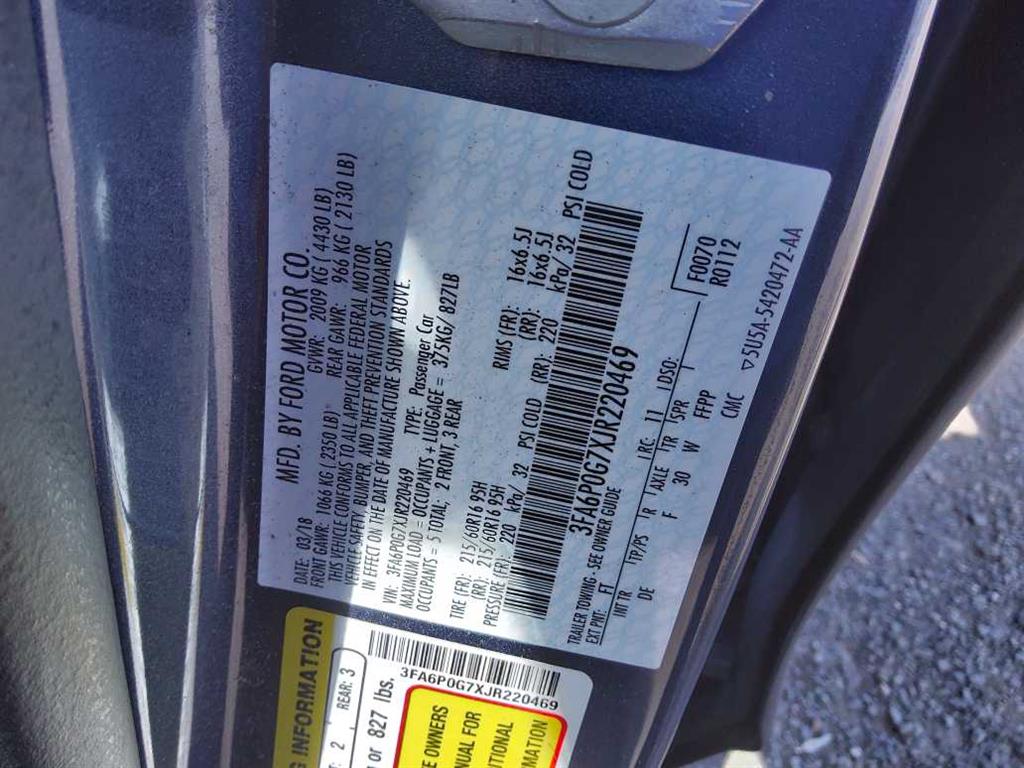 MFD. BY FORD MOTOR CO.
DATE: 03/18 GVWR: 2009 KG ( 4430 LB)
FRONT GAWR: 1066 KG ( 2350 LB) REAR GAWR: 966 KG ( 2130 LB)
THIS VEHICLE CONFORMS TO ALL APPLICABLE FEDERAL MOTOR
VEHICLE SAFETY, BUMPER, AND THEFT PREVENTION STANDARDS
IN EFFECT ON THE DATE OF MANUFACTURE SHOWN ABOVE.
VIN: 3FA6P0G7XJR220469 TYPE: Passenger Car
MAXIMUM LOAD = OCCUPANTS + LUGGAGE = 375KG/ 827LB
OCCUPANTS = 5 TOTAL: 2 FRONT, 3 REAR
TIRE (FR): 215/60R16 95H RIMS (FR): 16x6.5J
(RR): 215/60R16 95H (RR): 16x6.5J
PRESSURE (FR): 220 kPa/ 32 PSI COLD (RR): 220 kPa/ 32 PSI COLD
3FA6P0G7XJR220469
TRAILER TOWING - SEE OWNER GUIDE
EXT PNT: FT RC: 11 DSO: F0070
R0112
INT TR TP/PS R AXLE TR SPR
DE F 30 W FFPP
CMC
5U5A-5420472-AA
G INFORMATION
2 REAR: 3
or 827 lbs.
3FA6P0G7XJR220469
OWNERS
FOR